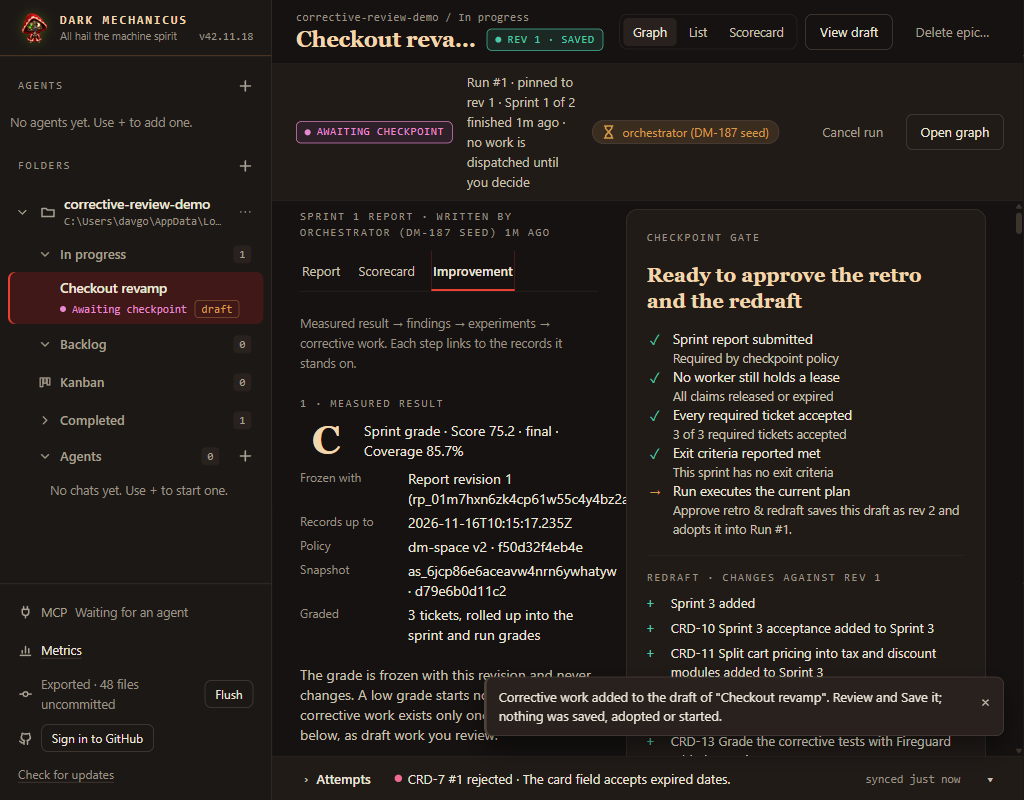 DARK MECHANICUS
All hail the machine spirit v42.11.18
AGENTS
No agents yet. Use + to add one.
FOLDERS
corrective-review-demo
C:\Users\davgo\AppData\Lo…
In progress 1
Checkout revamp
Awaiting checkpoint draft
Backlog 0
Kanban 0
Completed 1
Agents 0
No chats yet. Use + to start one.
MCP Waiting for an agent
Metrics
Exported · 48 files
uncommitted
Flush
Sign in to GitHub
Check for updates
corrective-review-demo / In progress
Checkout reva…
REV 1 · SAVED
Graph List Scorecard
View draft
Delete epic…
AWAITING CHECKPOINT
Run #1 · pinned to
rev 1 · Sprint 1 of 2
finished 1m ago ·
no work is
dispatched until
you decide
orchestrator (DM-187 seed)
Cancel run
Open graph
SPRINT 1 REPORT · WRITTEN BY
ORCHESTRATOR (DM-187 SEED) 1M AGO
Report Scorecard Improvement
Measured result → findings → experiments →
corrective work. Each step links to the records it
stands on.
1 · MEASURED RESULT
C
Sprint grade · Score 75.2 · final ·
Coverage 85.7%
Frozen with Report revision 1
(rp_01m7hxn6zk4cp61w55c4y4bz2a
Records up to 2026-11-16T10:15:17.235Z
Policy dm-space v2 · f50d32f4eb4e
Snapshot as_6jcp86e6aceavw4nrn6ywhatyw
· d79e6b0d11c2
Graded 3 tickets, rolled up into the
sprint and run grades
The grade is frozen with this revision and never
changes. A low grade starts no
corrective work exists only one
below, as draft work you review.
CHECKPOINT GATE
Ready to approve the retro
and the redraft
✓ Sprint report submitted
Required by checkpoint policy
✓ No worker still holds a lease
All claims released or expired
✓ Every required ticket accepted
3 of 3 required tickets accepted
✓ Exit criteria reported met
This sprint has no exit criteria
→ Run executes the current plan
Approve retro & redraft saves this draft as rev 2 and
adopts it into Run #1.
REDRAFT · CHANGES AGAINST REV 1
+ Sprint 3 added
+ CRD-10 Sprint 3 acceptance added to Sprint 3
+ CRD-11 Split cart pricing into tax and discount
modules added to Sprint 3
Corrective work added to the draft of "Checkout revamp". Review and Save it;
nothing was saved, adopted or started.
×
+ CRD-13 Grade the corrective tests with Fireguard
› Attempts
CRD-7 #1 rejected · The card field accepts expired dates.
synced just now